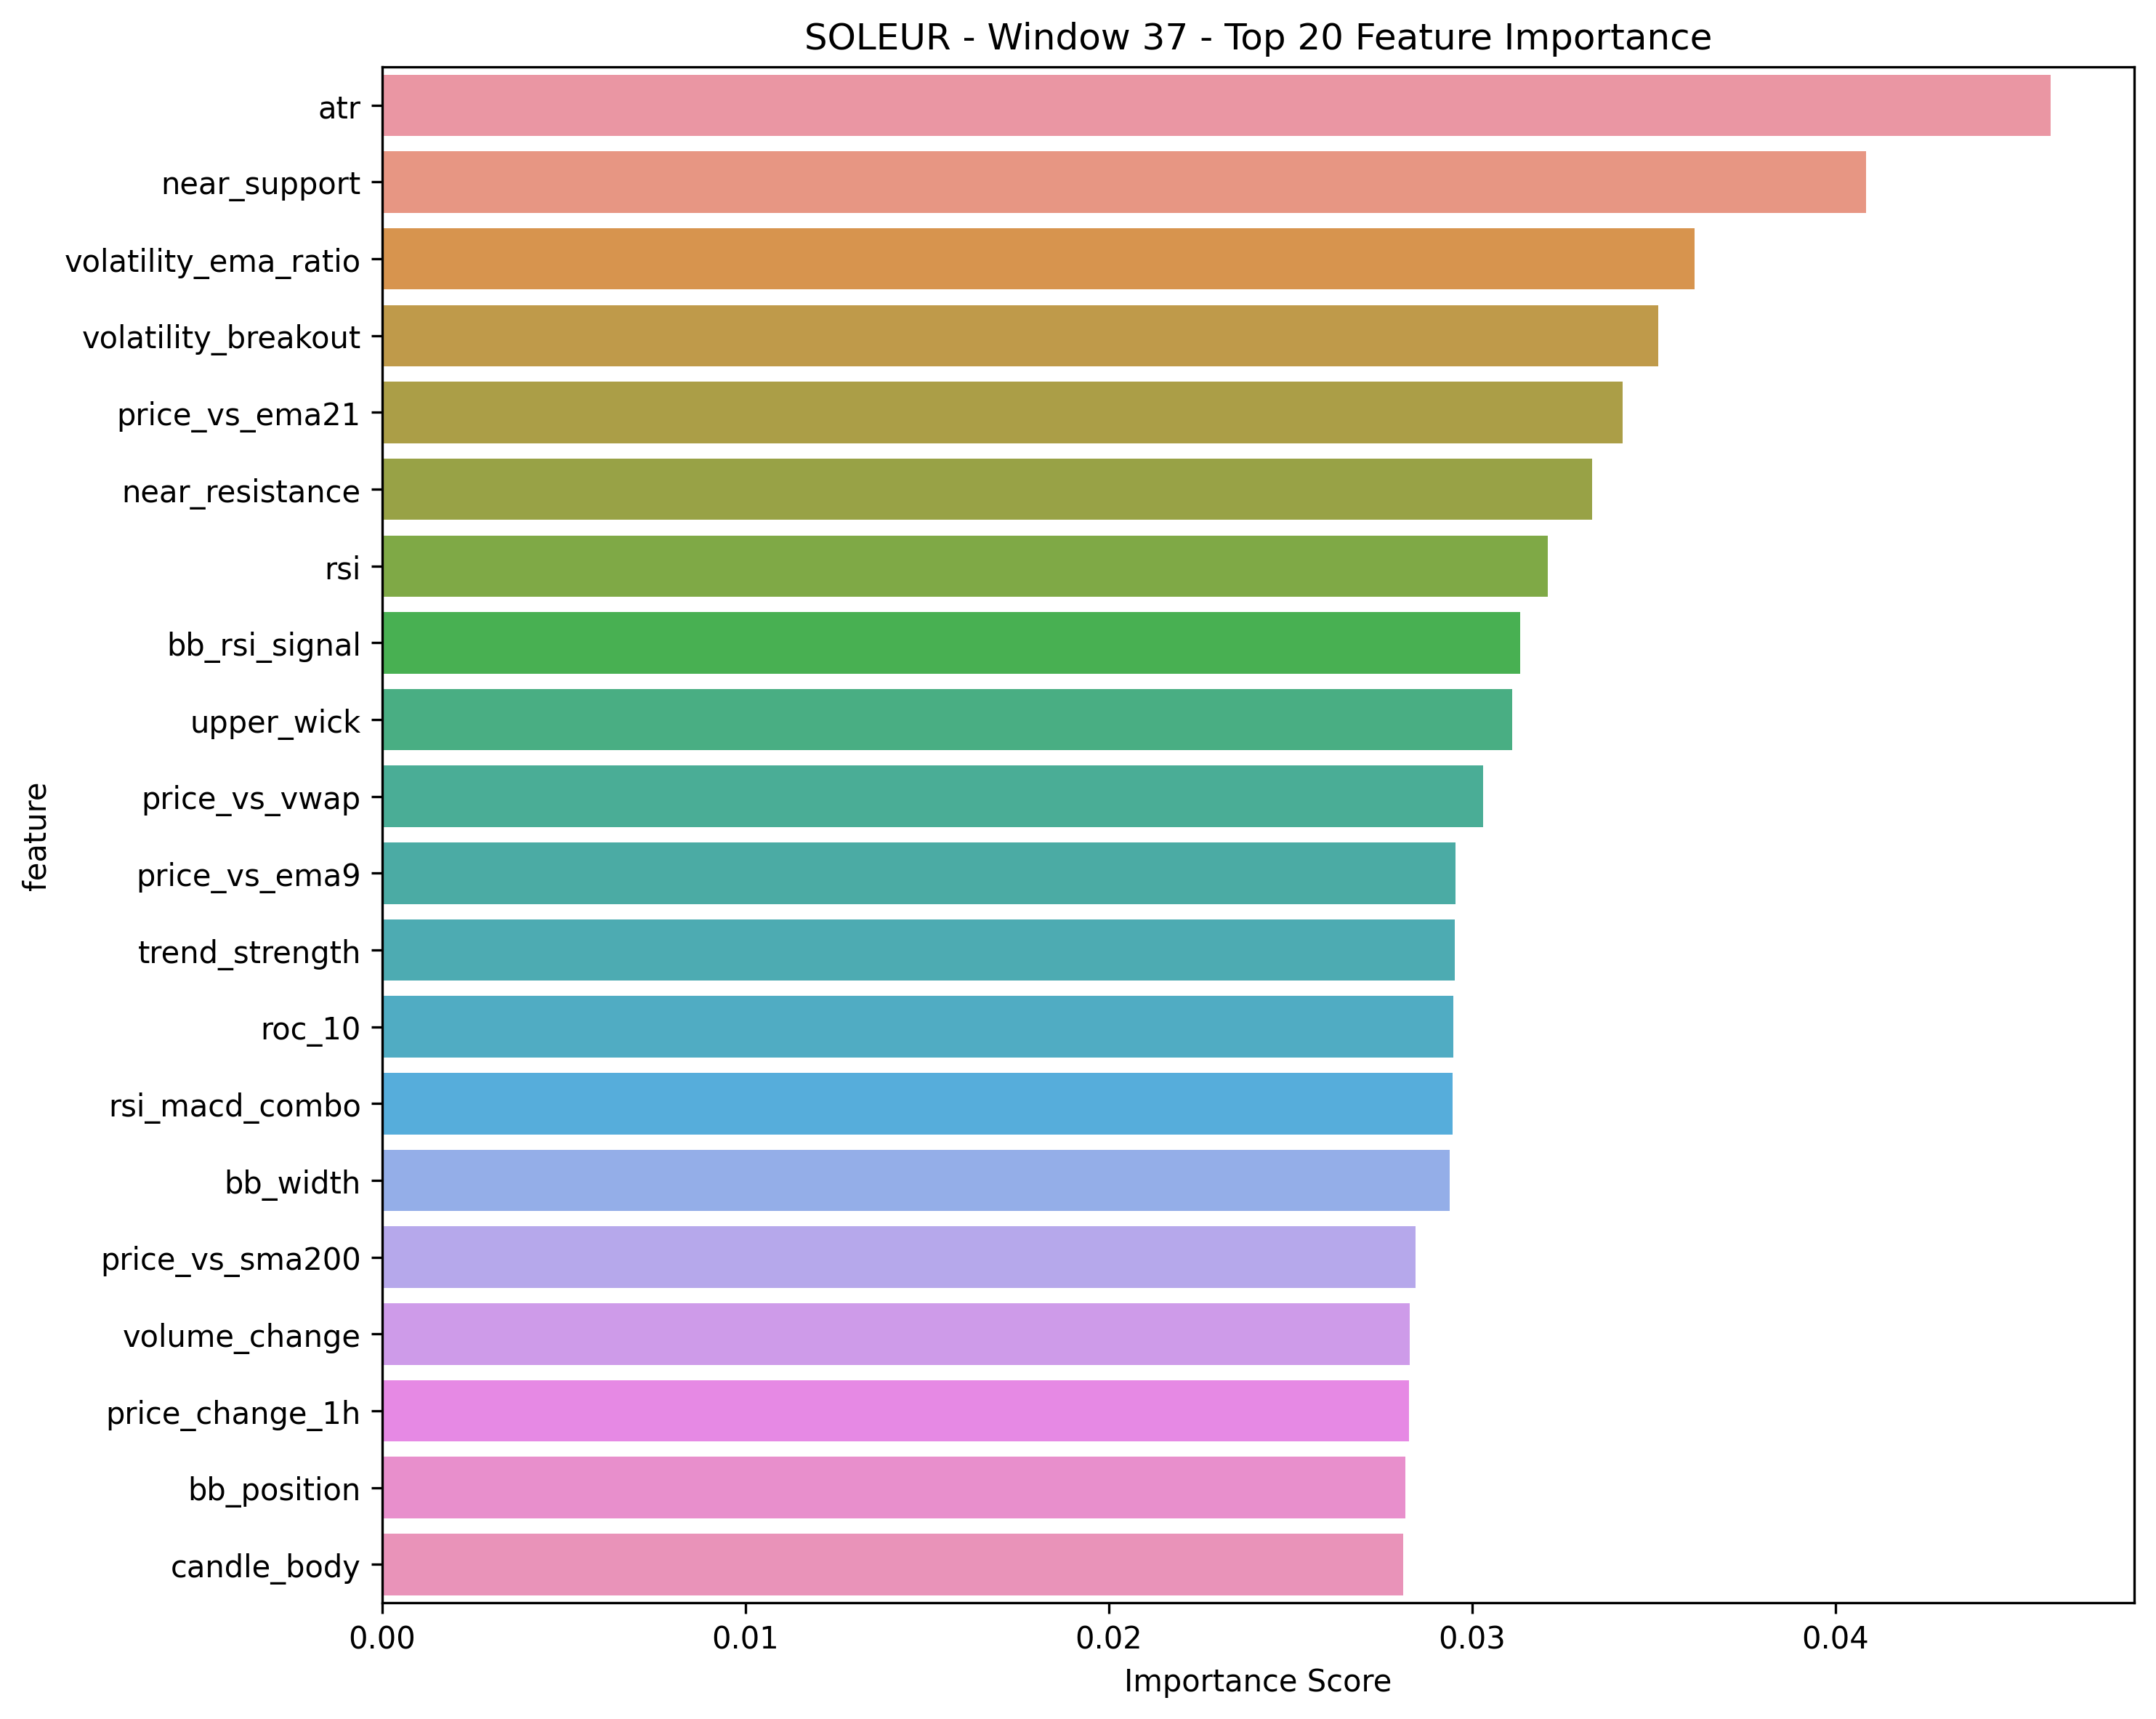 SOLEUR - Window 37 - Top 20 Feature Importance
atr
near_support
volatility_ema_ratio
volatility_breakout
price_vs_ema21
near_resistance
rsi
bb_rsi_signal
upper_wick
price_vs_vwap
price_vs_ema9
trend_strength
roc_10
rsi_macd_combo
bb_width
price_vs_sma200
volume_change
price_change_1h
bb_position
candle_body
feature
0.00 0.01 0.02 0.03 0.04
Importance Score